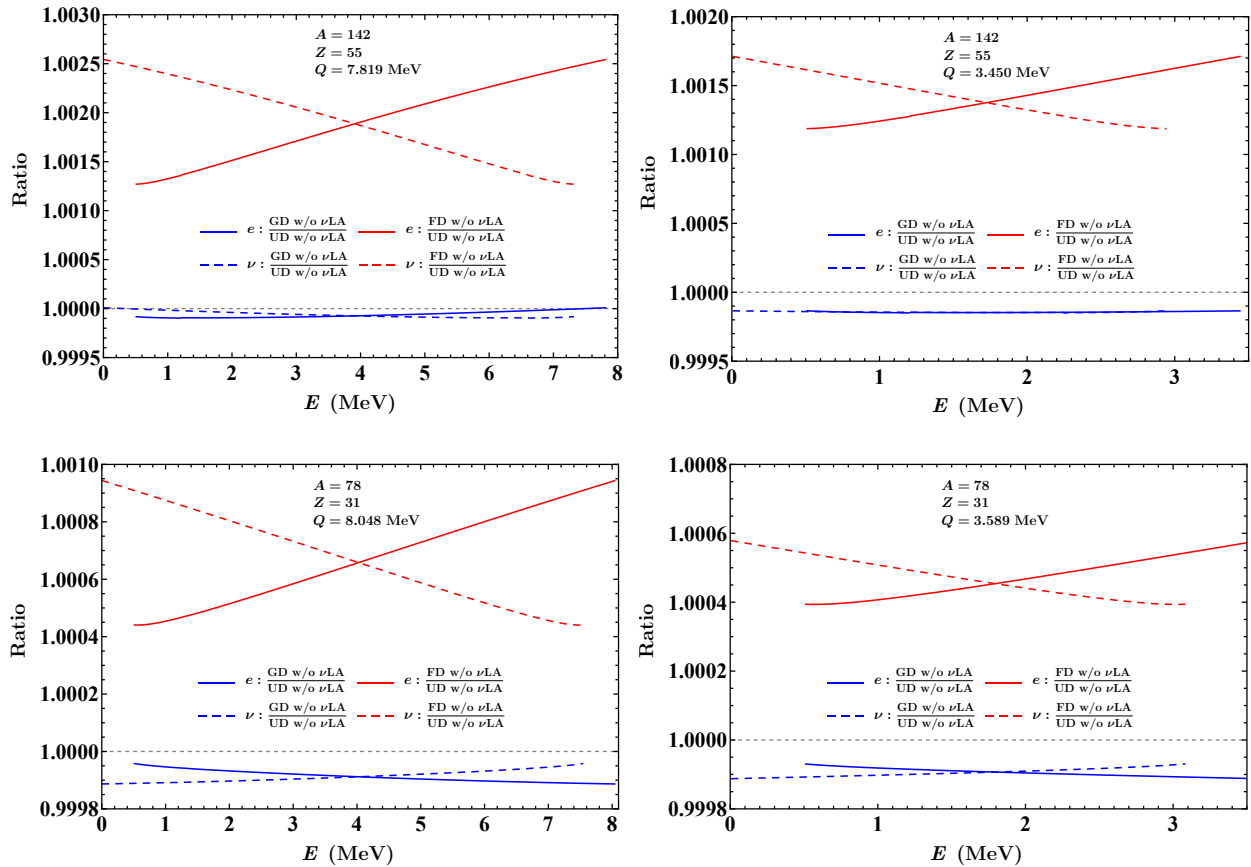 1.0030
1.0025
1.0020
1.0015
1.0010
1.0005
1.0000
0.9995
Ratio
A = 142
Z = 55
Q = 7.819 MeV
e : GD w/o νLA / UD w/o νLA e : FD w/o νLA / UD w/o νLA
ν : GD w/o νLA / UD w/o νLA ν : FD w/o νLA / UD w/o νLA
0 1 2 3 4 5 6 7 8
E (MeV)
1.0020
1.0015
1.0010
1.0005
1.0000
0.9995
Ratio
A = 142
Z = 55
Q = 3.450 MeV
e : GD w/o νLA / UD w/o νLA e : FD w/o νLA / UD w/o νLA
ν : GD w/o νLA / UD w/o νLA ν : FD w/o νLA / UD w/o νLA
0 1 2 3
E (MeV)
1.0010
1.0008
1.0006
1.0004
1.0002
1.0000
0.9998
Ratio
A = 78
Z = 31
Q = 8.048 MeV
e : GD w/o νLA / UD w/o νLA e : FD w/o νLA / UD w/o νLA
ν : GD w/o νLA / UD w/o νLA ν : FD w/o νLA / UD w/o νLA
0 1 2 3 4 5 6 7 8
E (MeV)
1.0008
1.0006
1.0004
1.0002
1.0000
0.9998
Ratio
A = 78
Z = 31
Q = 3.589 MeV
e : GD w/o νLA / UD w/o νLA e : FD w/o νLA / UD w/o νLA
ν : GD w/o νLA / UD w/o νLA ν : FD w/o νLA / UD w/o νLA
0 1 2 3
E (MeV)